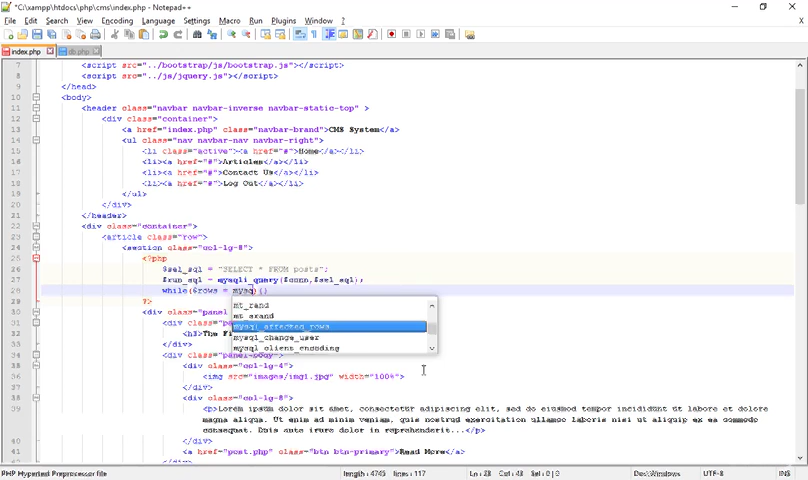 *C:\xampp\htdocs\php\cms\index.php - Notepad++
File Edit Search View Encoding Language Settings Macro Run Plugins Window ?
X
index.php db.php
7 <script src="../bootstrap/js/bootstrap.js"></script>
8 <script src="../js/jquery.js"></script>
9 </head>
10 <body>
11 <header class="navbar navbar-inverse navbar-static-top" >
12 <div class="container">
13 <a href="index.php" class="navbar-brand">CMS System</a>
14 <ul class="nav navbar-nav navbar-right">
15 <li class="active"><a href="#">Home</a></li>
16 <li><a href="#">Articles</a></li>
17 <li><a href="#">Contact Us</a></li>
18 <li><a href="#">Log Out</a></li>
19 </ul>
20 </div>
21 </header>
22 <div class="container">
23 <article class="row">
24 <section class="col-lg-8">
25 <?php
26 $sel_sql = "SELECT * FROM posts";
27 $run_sql = mysqli_query($conn,$sel_sql);
28 while($rows = mysq){}
mt_rand
mt_srand
mysql_affected_rows
mysql_change_user
mysql_client_encoding
29 ?>
30 <div class="panel
31 <div class="pan
32 <h3>The Fi
33 </div>
34 <div class="panel-body">
35 <div class="col-lg-4">
36 <img src="images/img1.jpg" width="100%">
37 </div>
38 <div class="col-lg-8">
39 <p>Lorem ipsum dolor sit amet, consectetur adipiscing elit, sed do eiusmod tempor incididunt ut labore et dolore
magna aliqua. Ut enim ad minim veniam, quis nostrud exercitation ullamco laboris nisi ut aliquip ex ea commodo
consequat. Duis aute irure dolor in reprehenderit...</p>
40 </div>
41 <a href="post.php" class="btn btn-primary">Read More</a>
PHP Hypertext Preprocessor file length : 4745 lines : 117 Ln : 28 Col : 43 Sel : 0 | 0 Dos\Windows UTF-8 INS